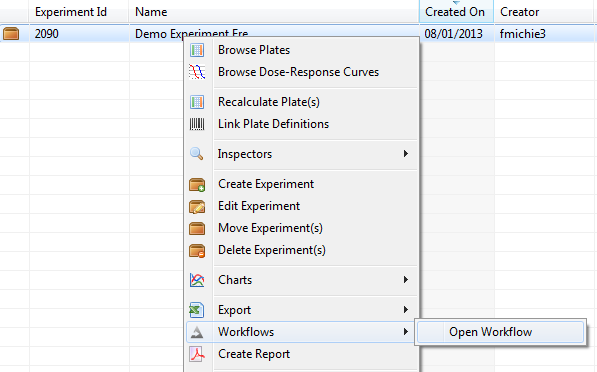 Experiment Id Name Created On Creator
2090 Demo Experiment Fre 08/01/2013 fmichie3
Browse Plates
Browse Dose-Response Curves
Recalculate Plate(s)
Link Plate Definitions
Inspectors
Create Experiment
Edit Experiment
Move Experiment(s)
Delete Experiment(s)
Charts
Export
Workflows Open Workflow
Create Report